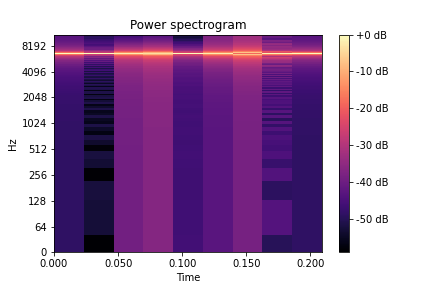 Power spectrogram
Hz
8192
4096
2048
1024
512
256
128
64
0
0.000 0.050 0.100 0.150 0.200
Time
+0 dB
-10 dB
-20 dB
-30 dB
-40 dB
-50 dB